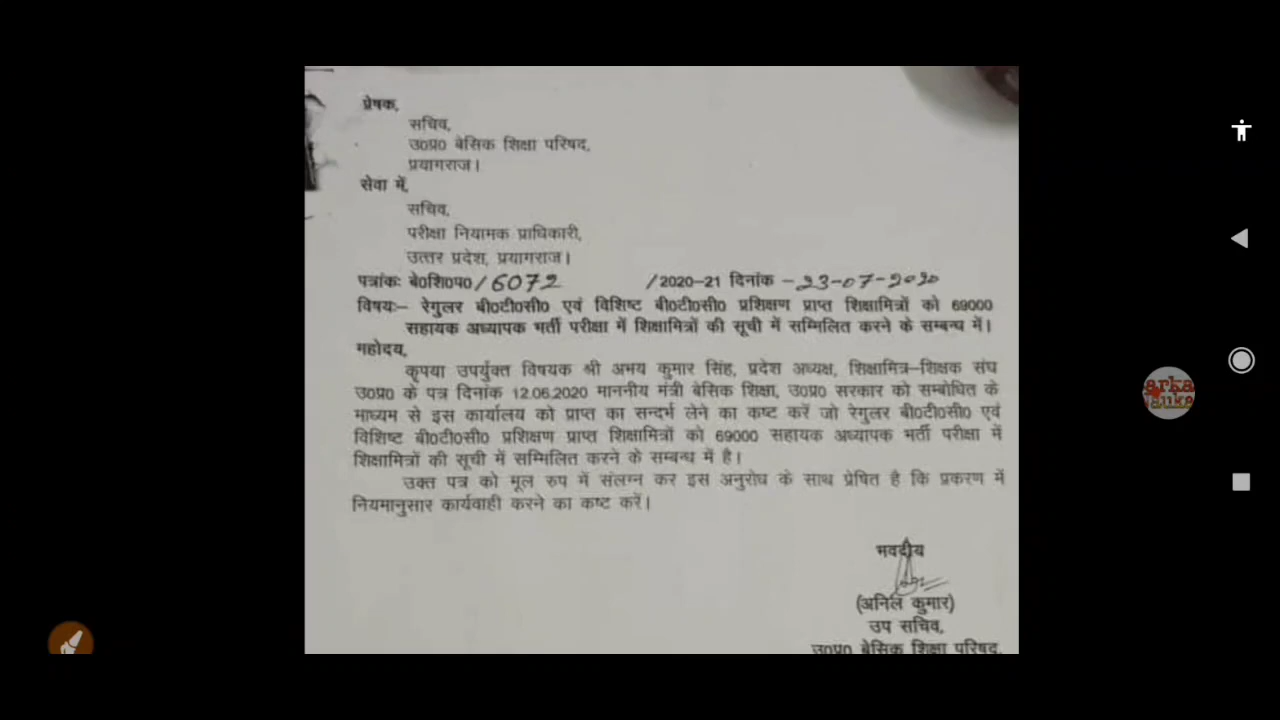 प्रेषक,
सचिव,
उ0प्र0 बेसिक शिक्षा परिषद,
प्रयागराज।
सेवा में,
सचिव,
परीक्षा नियामक प्राधिकारी,
उत्तर प्रदेश, प्रयागराज।
पत्रांकः बे0शि0प0/6072 /2020-21 दिनांक -23-07-2020
विषयः- रेगुलर बी0टी0सी0 एवं विशिष्ट बी0टी0सी0 प्रशिक्षण प्राप्त शिक्षामित्रों को 69000
सहायक अध्यापक भर्ती परीक्षा में शिक्षामित्रों की सूची में सम्मिलित करने के सम्बन्ध में।
महोदय,
कृपया उपर्युक्त विषयक श्री अभय कुमार सिंह, प्रदेश अध्यक्ष, शिक्षामित्र-शिक्षक संघ
उ0प्र0 के पत्र दिनांक 12.06.2020 माननीय मंत्री बेसिक शिक्षा, उ0प्र0 सरकार को सम्बोधित के
माध्यम से इस कार्यालय को प्राप्त का सन्दर्भ लेने का कष्ट करें जो रेगुलर बी0टी0सी0 एवं
विशिष्ट बी0टी0सी0 प्रशिक्षण प्राप्त शिक्षामित्रों को 69000 सहायक अध्यापक भर्ती परीक्षा में
शिक्षामित्रों की सूची में सम्मिलित करने के सम्बन्ध में है।
उक्त पत्र को मूल रुप में संलग्न कर इस अनुरोध के साथ प्रेषित है कि प्रकरण में
नियमानुसार कार्यवाही करने का कष्ट करें।
भवदीय
(अनिल कुमार)
उप सचिव,
उ0प्र0 बेसिक शिक्षा परिषद,